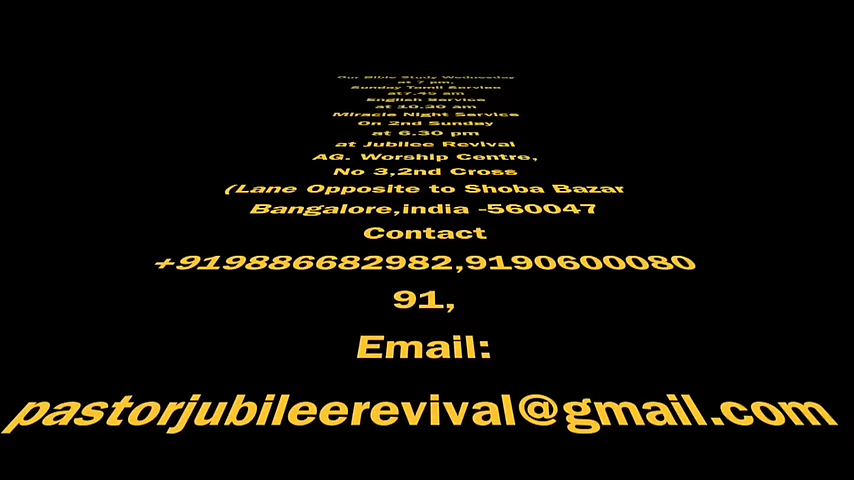 Our Bible Study Wednesday
at 7 pm,
Sunday Tamil Service
at7.45 am
English Service
at 10.30 am
Miracle Night Service
On 2nd Sunday
at 6.30 pm
at Jubilee Revival
AG. Worship Centre,
No 3,2nd Cross
(Lane Opposite to Shoba Bazar
Bangalore,india -560047
Contact
+919886682982,9190600080
91,
Email:
pastorjubileerevival@gmail.com